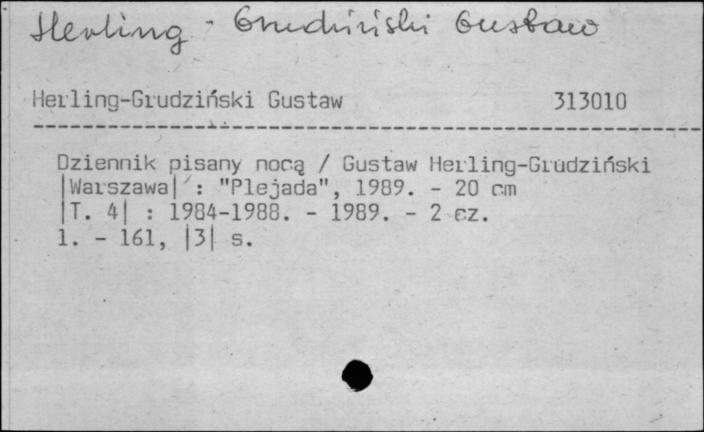 Herling - Grudziński Gustaw
Herling-Grudziński Gustaw 313010
Dziennik pisany nocą / Gustaw Herling-Grudziński
|Warszawa| : "Plejada", 1989. - 20 cm
|T. 4| : 1984-1988. - 1989. - 2 cz.
1. - 161, |3| s.